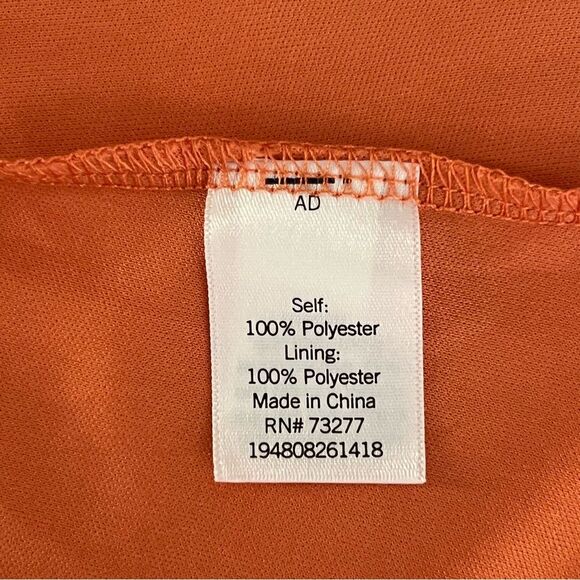 AD
Self:
100% Polyester
Lining:
100% Polyester
Made in China
RN# 73277
194808261418